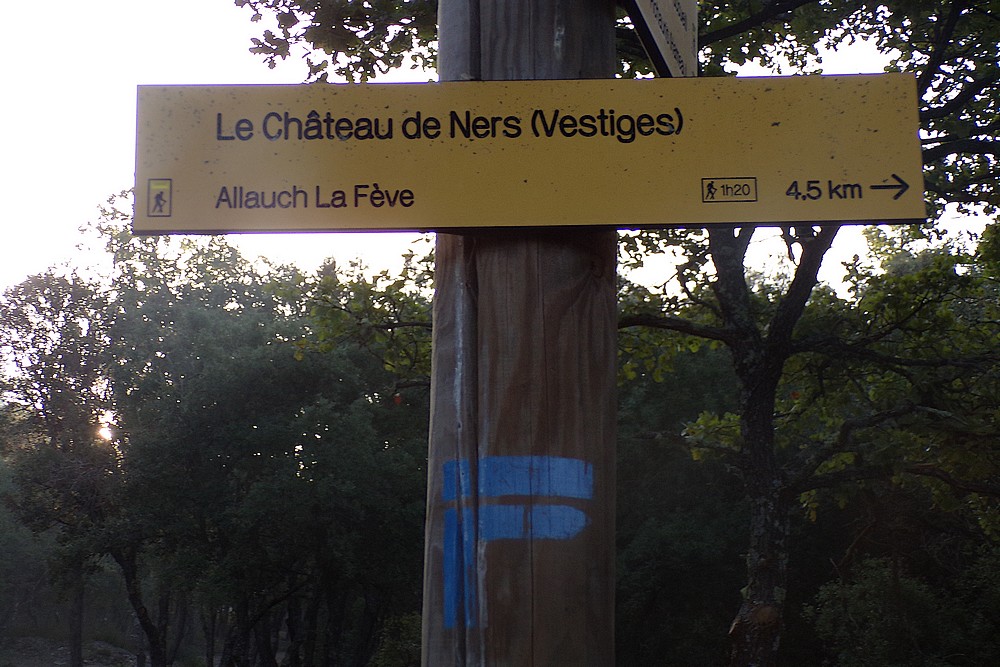 Le Château de Ners (Vestiges)
Allauch La Fève 1h20 4,5 km →